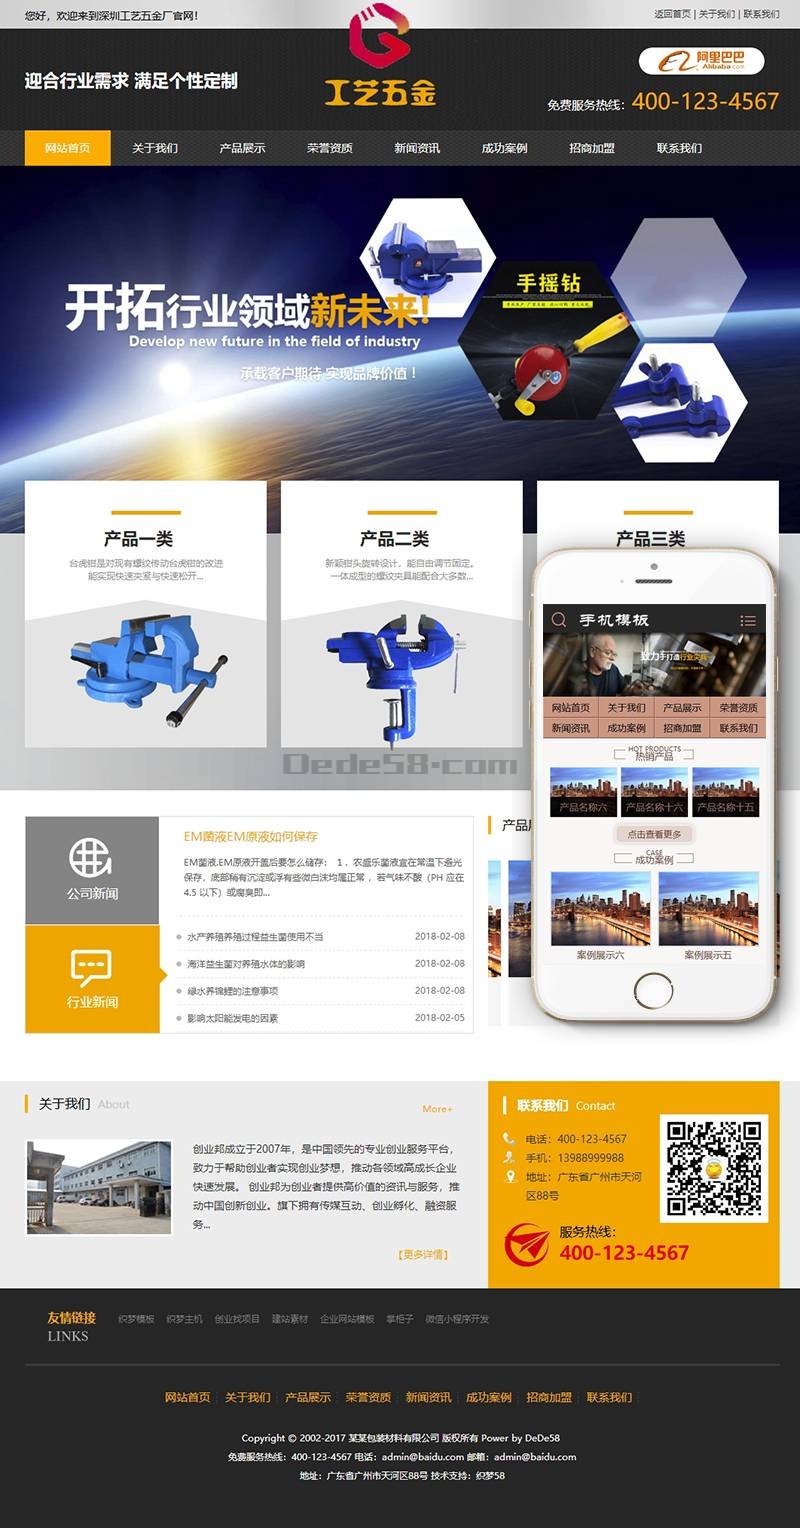 您好，欢迎来到深圳工艺五金厂官网！
返回首页 | 关于我们 | 联系我们
迎合行业需求 满足个性定制
工艺五金
阿里巴巴
Alibaba.com
免费服务热线：400-123-4567
网站首页 关于我们 产品展示 荣誉资质 新闻资讯 成功案例 招商加盟 联系我们
手摇钻
开拓行业领域新未来!
Develop new future in the field of industry
承载客户期待 实现品牌价值！
产品一类
台虎钳是对现有螺纹传动台虎钳的改进
能实现快速夹紧与快速松开...
产品二类
新颖钳头旋转设计，能自由调节固定。
一体成型的螺纹夹具能配合大多数...
产品三类
Dede58.com
手机模板
致力手打造行业尖兵
网站首页 关于我们 产品展示 荣誉资质
新闻资讯 成功案例 招商加盟 联系我们
HOT PRODUCTS
热销产品
产品名称六 产品名称十六 产品名称十五
点击查看更多
CASE
成功案例
案例展示六 案例展示五
公司新闻
行业新闻
EM菌液EM原液如何保存
EM菌液,EM原液开盖后要怎么储存： 1 、农盛乐菌液宜在常温下避光
保存，底部稍有沉淀或浮有些微白沫均属正常 ，若气味不酸（PH 应在
4.5 以下）或腐臭即...
水产养殖养殖过程益生菌使用不当 2018-02-08
海洋益生菌对养殖水体的影响 2018-02-08
绿水养锦鲤的注意事项 2018-02-08
影响太阳能发电的因素 2018-02-05
产品
关于我们 About
More+
创业邦成立于2007年，是中国领先的专业创业服务平台，
致力于帮助创业者实现创业梦想，推动各领域高成长企业
快速发展。 创业邦为创业者提供高价值的资讯与服务，推
动中国创新创业。旗下拥有传媒互动、创业孵化、融资服
务...
【更多详情】
联系我们 Contact
电话：400-123-4567
手机：13988999988
地址：广东省广州市天河
区88号
服务热线：
400-123-4567
友情链接
LINKS
织梦模板 织梦主机 创业找项目 建站素材 企业网站模板 掌柜子 微信小程序开发
网站首页 关于我们 产品展示 荣誉资质 新闻资讯 成功案例 招商加盟 联系我们
Copyright © 2002-2017 某某包装材料有限公司 版权所有 Power by DeDe58
免费服务热线：400-123-4567 电话：admin@baidu.com 邮箱：admin@baidu.com
地址：广东省广州市天河区88号 技术支持：织梦58